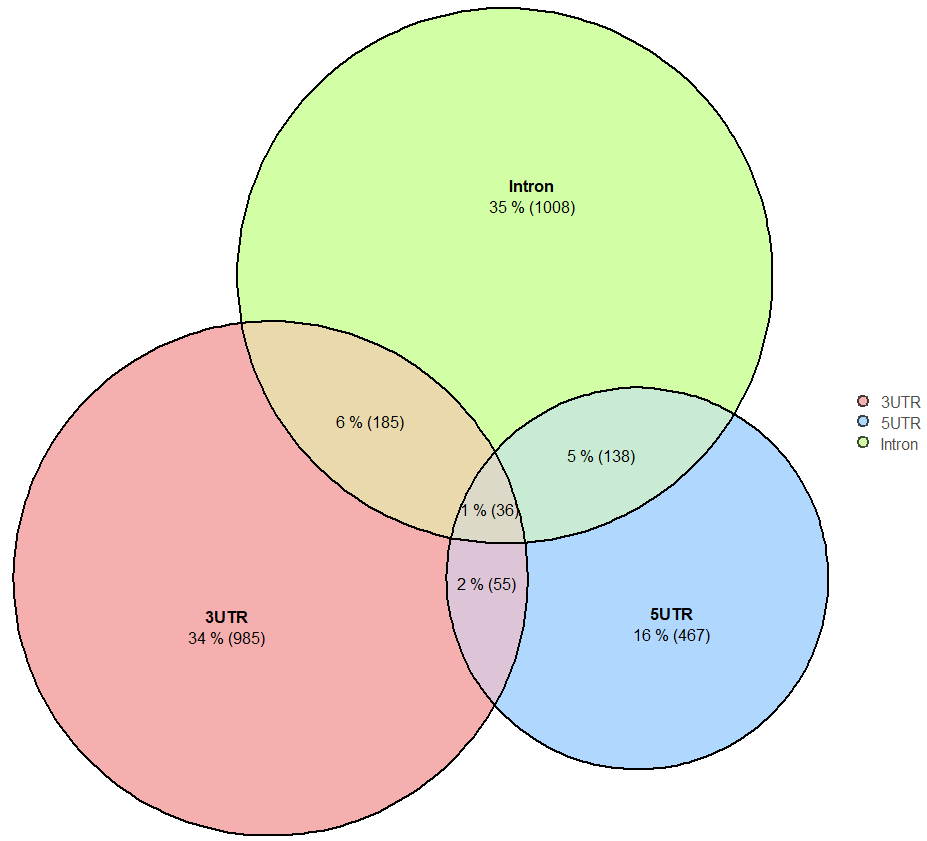 Intron
35 % (1008)
6 % (185)
5 % (138)
1 % (36)
2 % (55)
3UTR
34 % (985)
5UTR
16 % (467)
3UTR
5UTR
Intron